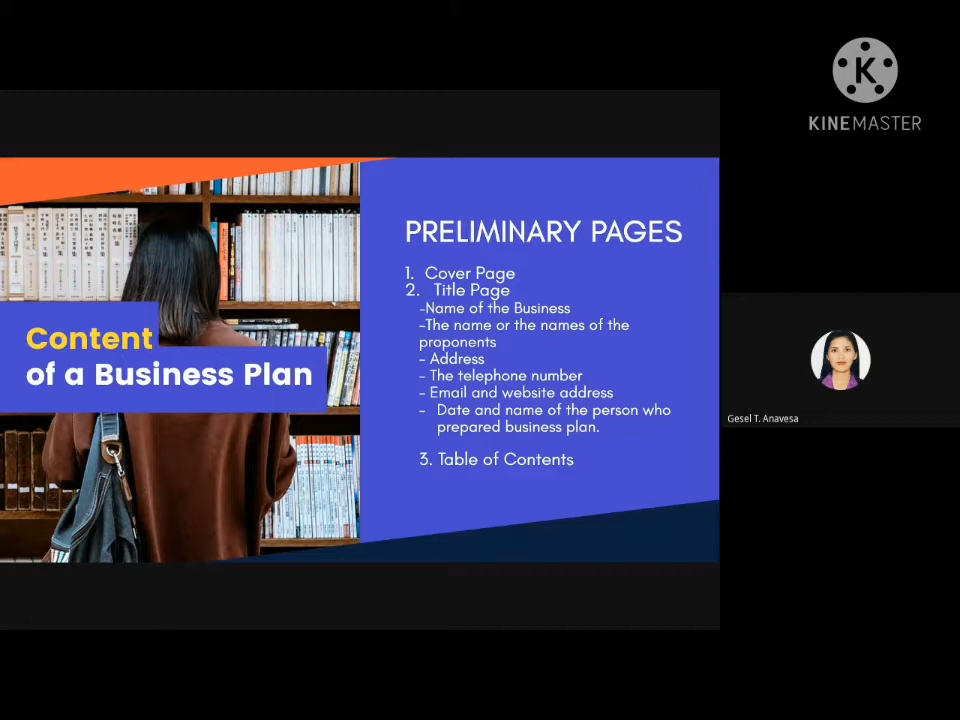 KINEMASTER
Content
of a Business Plan
PRELIMINARY PAGES
1. Cover Page
2. Title Page
-Name of the Business
-The name or the names of the
proponents
- Address
- The telephone number
- Email and website address
- Date and name of the person who
prepared business plan.
3. Table of Contents
Gesel T. Anavesa